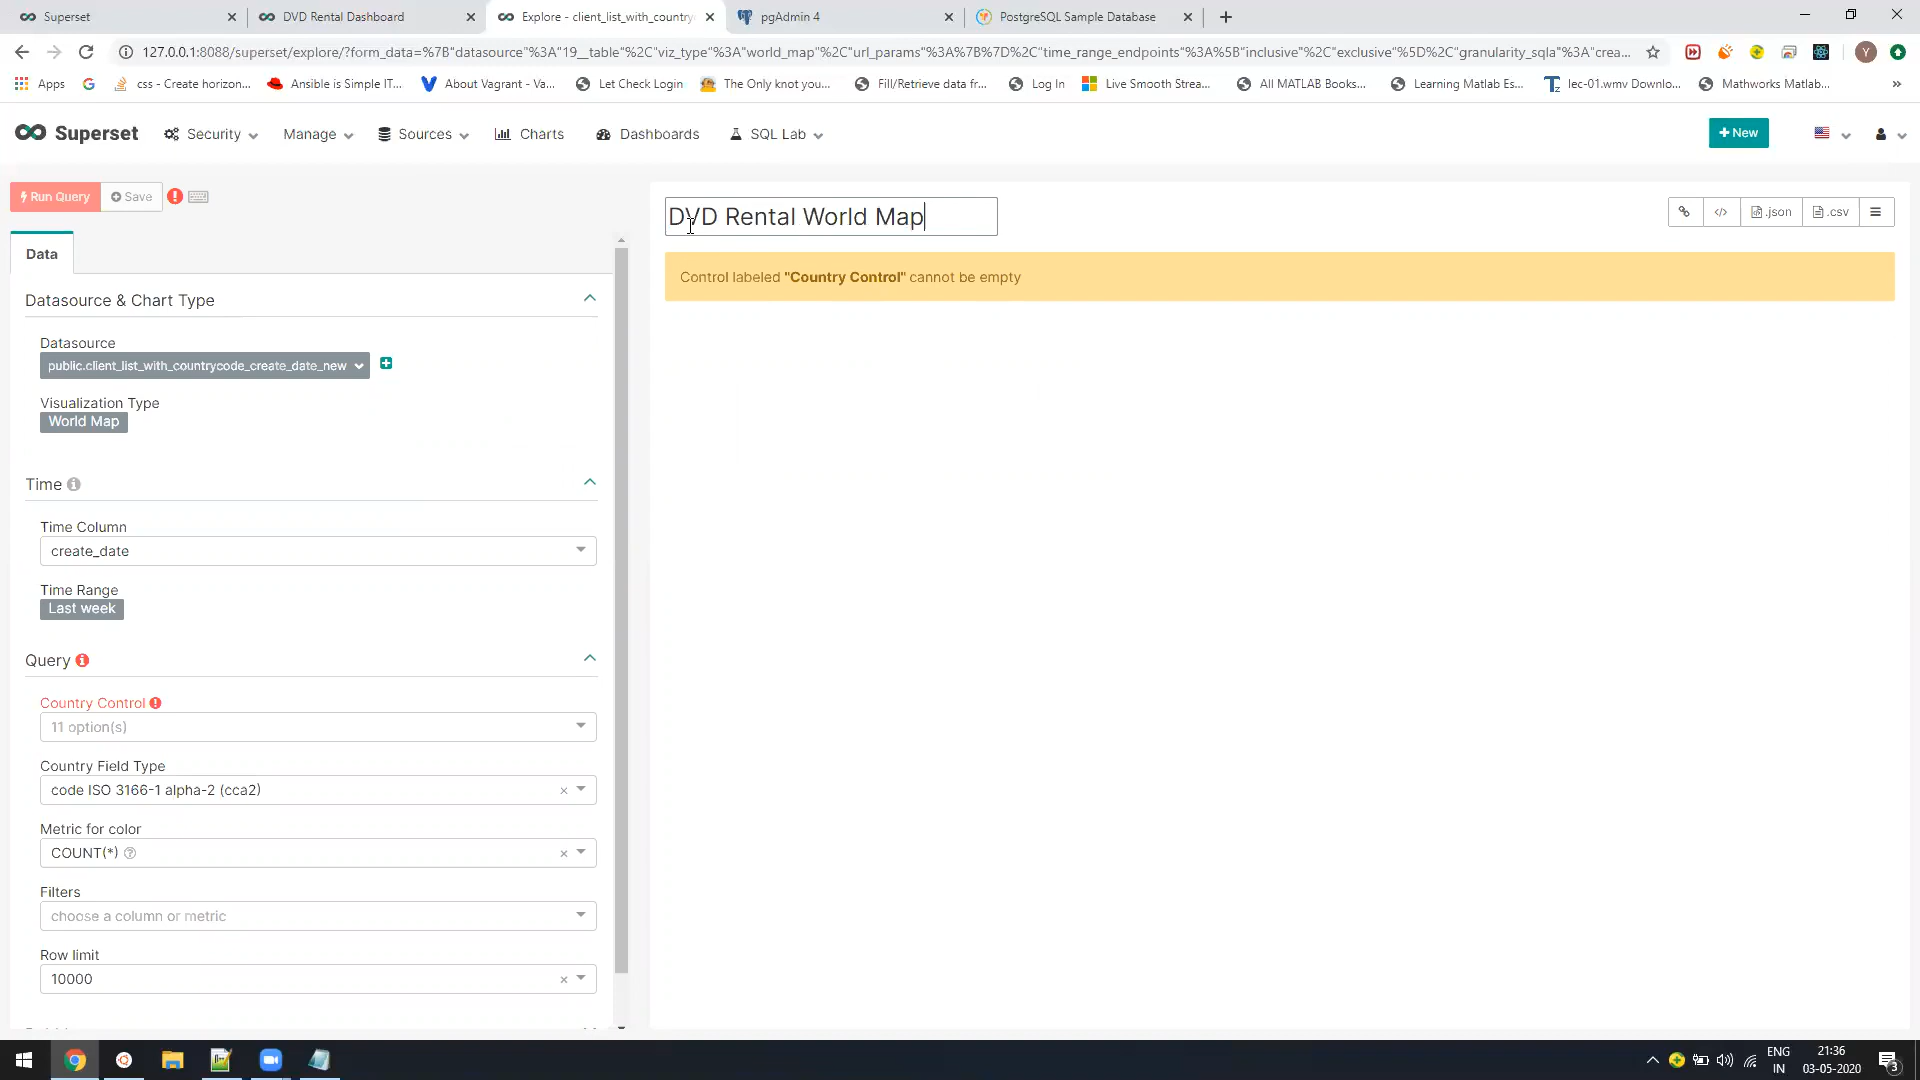 Superset
DVD Rental Dashboard
Explore - client_list_with_country
pgAdmin 4
PostgreSQL Sample Database
127.0.0.1:8088/superset/explore/?form_data=%7B"datasource"%3A"19__table"%2C"viz_type"%3A"world_map"%2C"url_params"%3A%7B%7D%2C"time_range_endpoints"%3A%5B"inclusive"%2C"exclusive"%5D%2C"granularity_sqla"%3A"crea...
Y
Apps
css - Create horizon...
Ansible is Simple IT...
About Vagrant - Va...
Let Check Login
The Only knot you...
Fill/Retrieve data fr...
Log In
Live Smooth Strea...
All MATLAB Books...
Learning Matlab Es...
lec-01.wmv Downlo...
Mathworks Matlab...
»
Superset
Security
Manage
Sources
Charts
Dashboards
SQL Lab
+ New
Run Query
Save
DVD Rental World Map
</>
.json
.csv
Data
Control labeled "Country Control" cannot be empty
Datasource & Chart Type
Datasource
public.client_list_with_countrycode_create_date_new
Visualization Type
World Map
Time
Time Column
create_date
Time Range
Last week
Query
Country Control
11 option(s)
Country Field Type
code ISO 3166-1 alpha-2 (cca2)
Metric for color
COUNT(*)
Filters
choose a column or metric
Row limit
10000
ENG
IN
21:36
03-05-2020
3